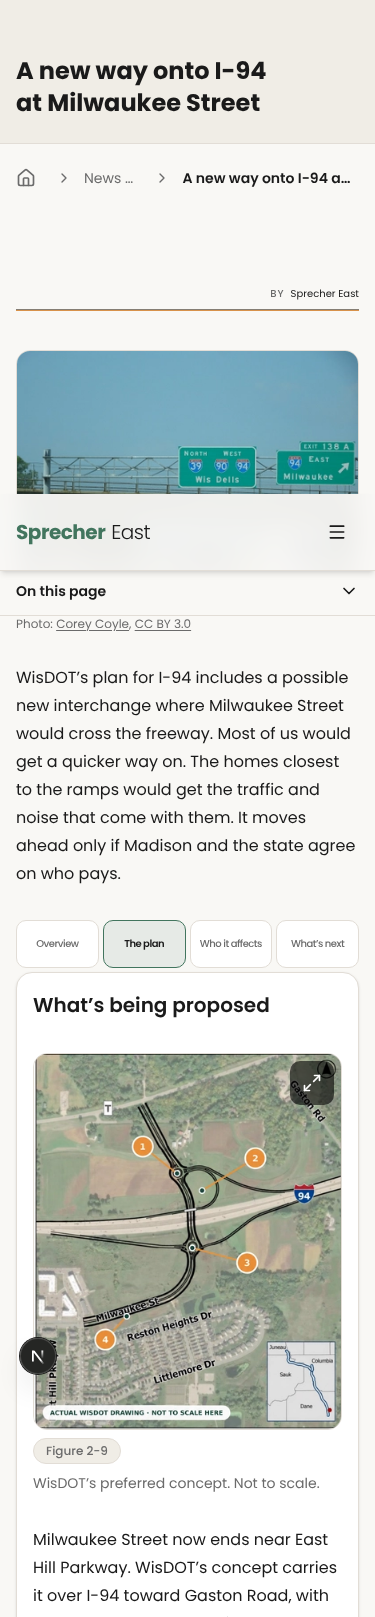 A new way onto I-94
at Milwaukee Street
News ...
A new way onto I-94 a...
BY Sprecher East
NORTH WEST
39 90 94
Wis Dells
EXIT 138 A
94 EAST
Milwaukee
Sprecher East
On this page
Photo: Corey Coyle, CC BY 3.0
WisDOT’s plan for I-94 includes a possible
new interchange where Milwaukee Street
would cross the freeway. Most of us would
get a quicker way on. The homes closest
to the ramps would get the traffic and
noise that come with them. It moves
ahead only if Madison and the state agree
on who pays.
Overview
The plan
Who it affects
What’s next
What’s being proposed
Gaston Rd
T
1
2
94
3
Milwaukee St
4
Reston Heights Dr
Littlemore Dr
N
Juneau
Columbia
Sauk
Dane
ACTUAL WISDOT DRAWING - NOT TO SCALE HERE
Figure 2-9
WisDOT’s preferred concept. Not to scale.
Milwaukee Street now ends near East
Hill Parkway. WisDOT’s concept carries
it over I-94 toward Gaston Road, with